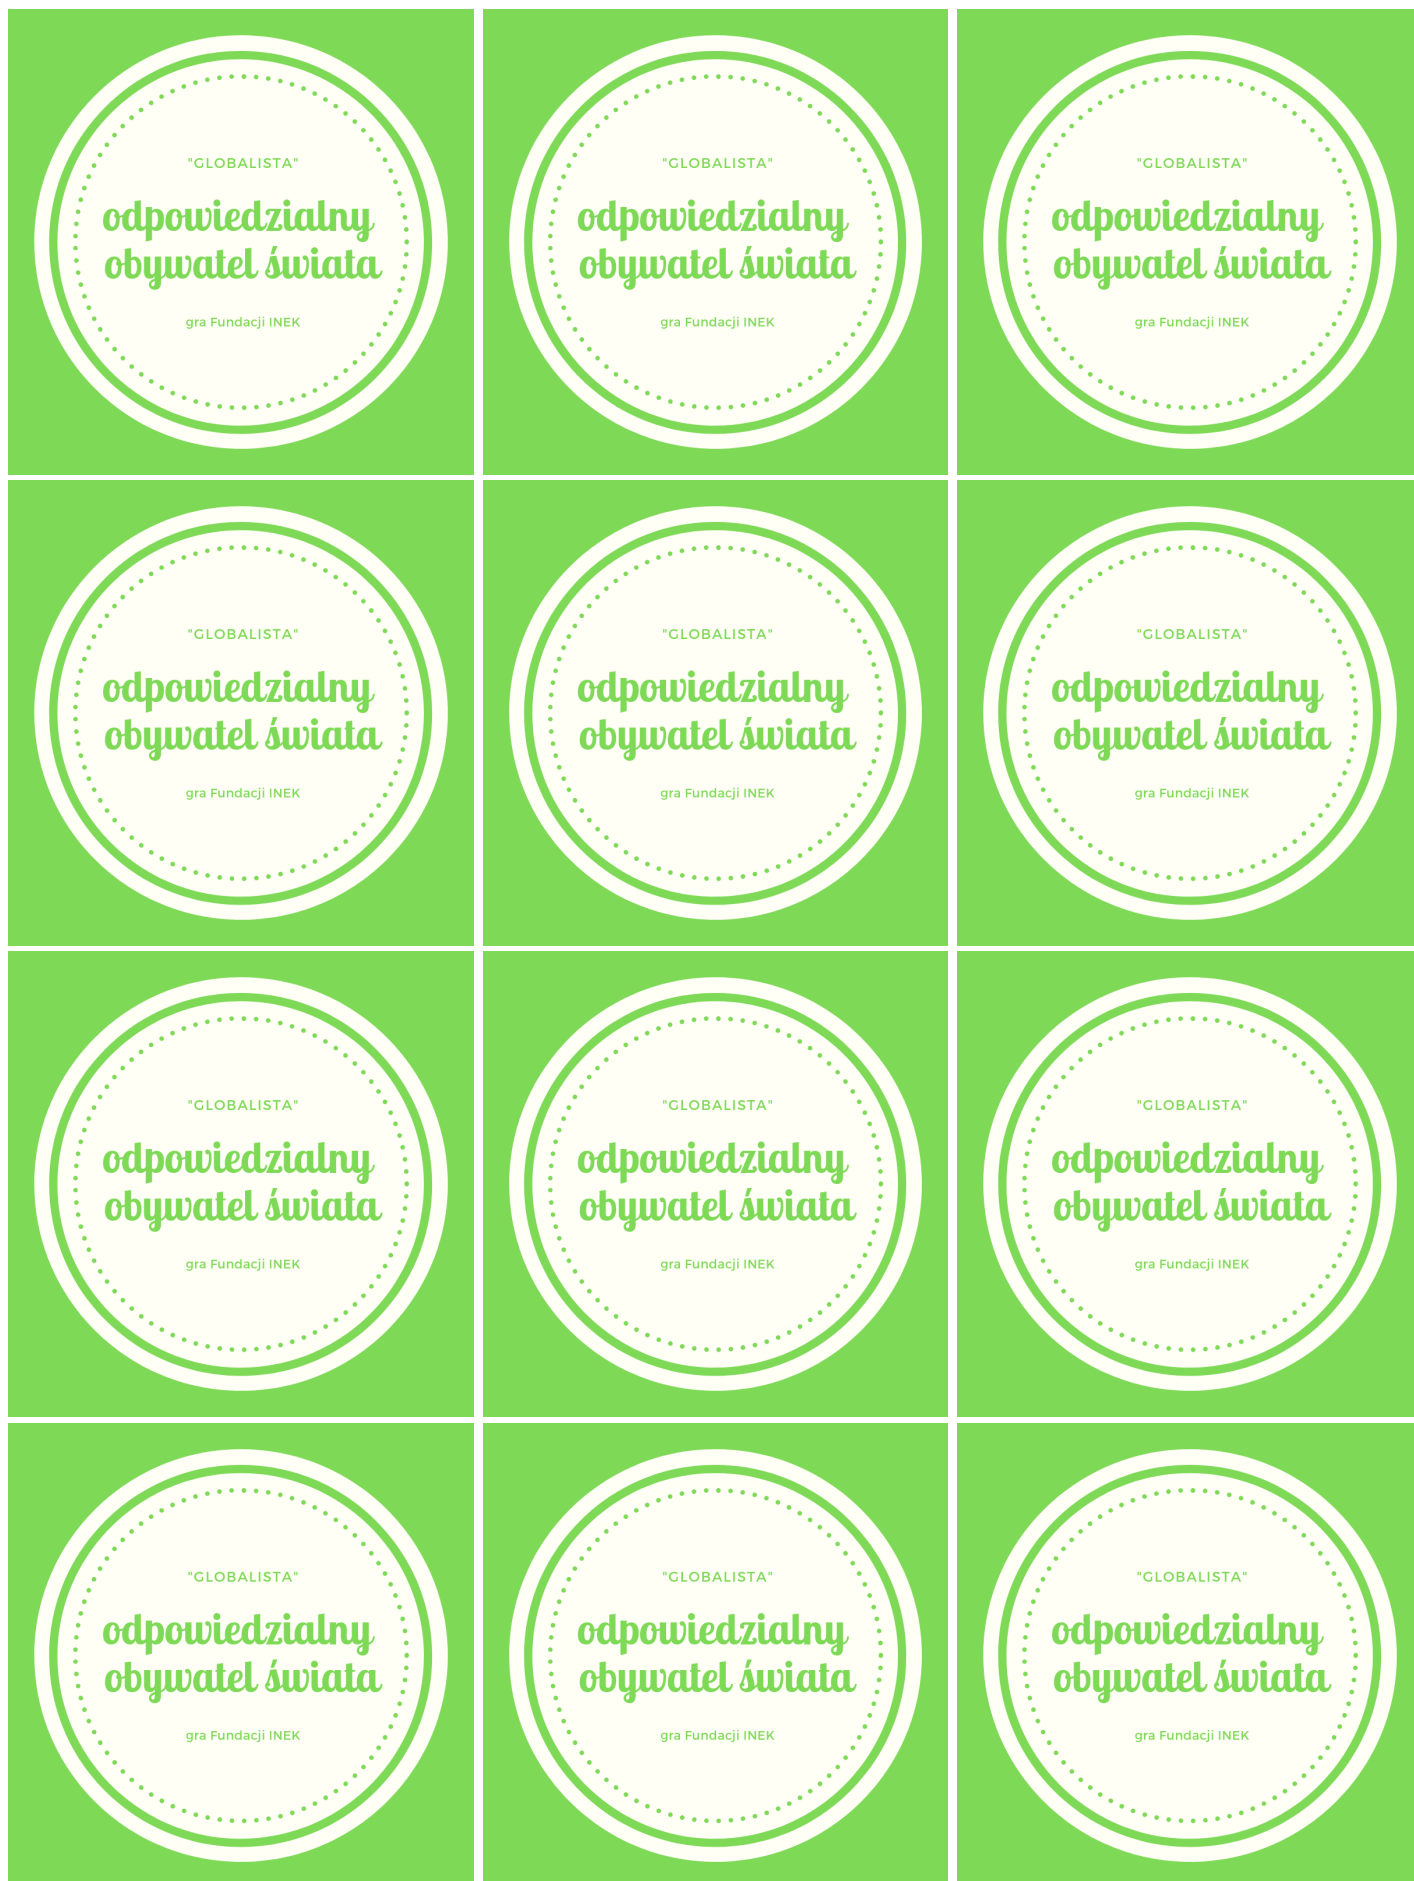 "GLOBALISTA"
odpowiedzialny
obywatel świata
gra Fundacji INEK
"GLOBALISTA"
odpowiedzialny
obywatel świata
gra Fundacji INEK
"GLOBALISTA"
odpowiedzialny
obywatel świata
gra Fundacji INEK
"GLOBALISTA"
odpowiedzialny
obywatel świata
gra Fundacji INEK
"GLOBALISTA"
odpowiedzialny
obywatel świata
gra Fundacji INEK
"GLOBALISTA"
odpowiedzialny
obywatel świata
gra Fundacji INEK
"GLOBALISTA"
odpowiedzialny
obywatel świata
gra Fundacji INEK
"GLOBALISTA"
odpowiedzialny
obywatel świata
gra Fundacji INEK
"GLOBALISTA"
odpowiedzialny
obywatel świata
gra Fundacji INEK
"GLOBALISTA"
odpowiedzialny
obywatel świata
gra Fundacji INEK
"GLOBALISTA"
odpowiedzialny
obywatel świata
gra Fundacji INEK
"GLOBALISTA"
odpowiedzialny
obywatel świata
gra Fundacji INEK